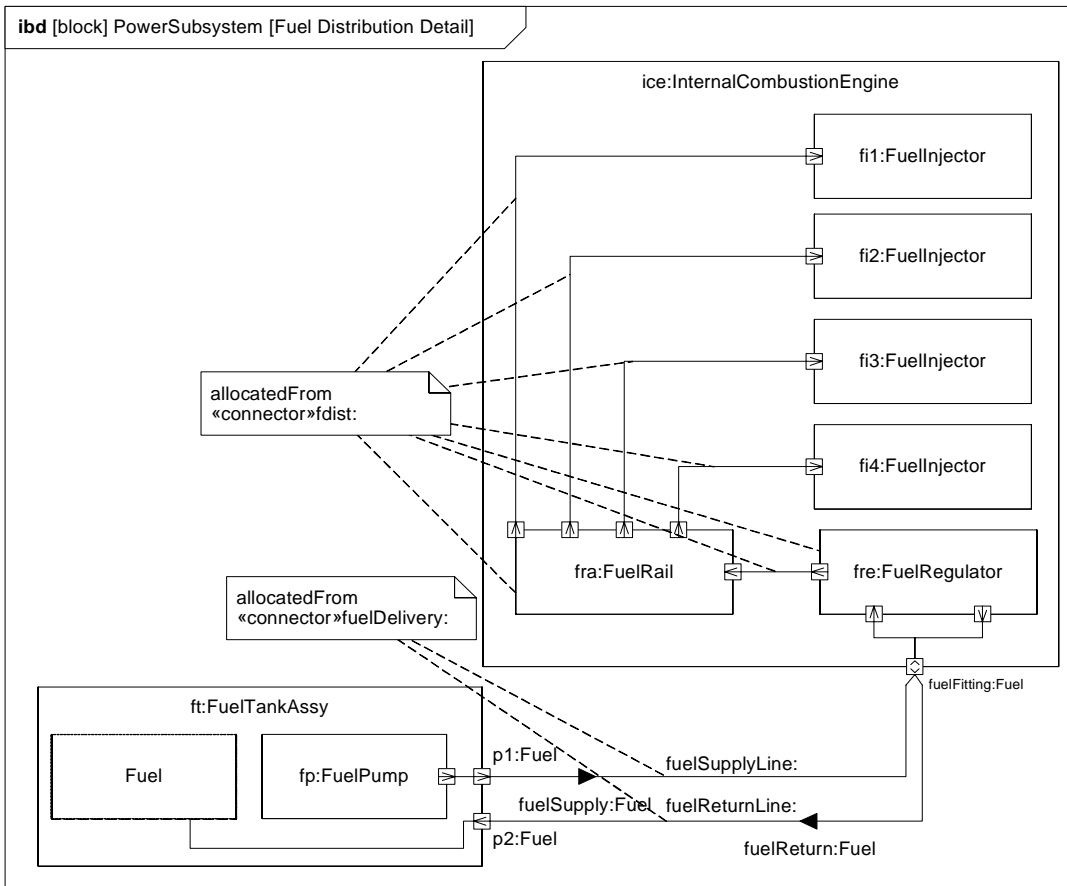 ibd [block] PowerSubsystem [Fuel Distribution Detail]
ice:InternalCombustionEngine
fi1:FuelInjector
fi2:FuelInjector
fi3:FuelInjector
allocatedFrom
«connector»fdist:
fi4:FuelInjector
fra:FuelRail
fre:FuelRegulator
allocatedFrom
«connector»fuelDelivery:
fuelFitting:Fuel
ft:FuelTankAssy
p1:Fuel
fuelSupplyLine:
Fuel
fp:FuelPump
fuelSupply:Fuel
fuelReturnLine:
p2:Fuel
fuelReturn:Fuel